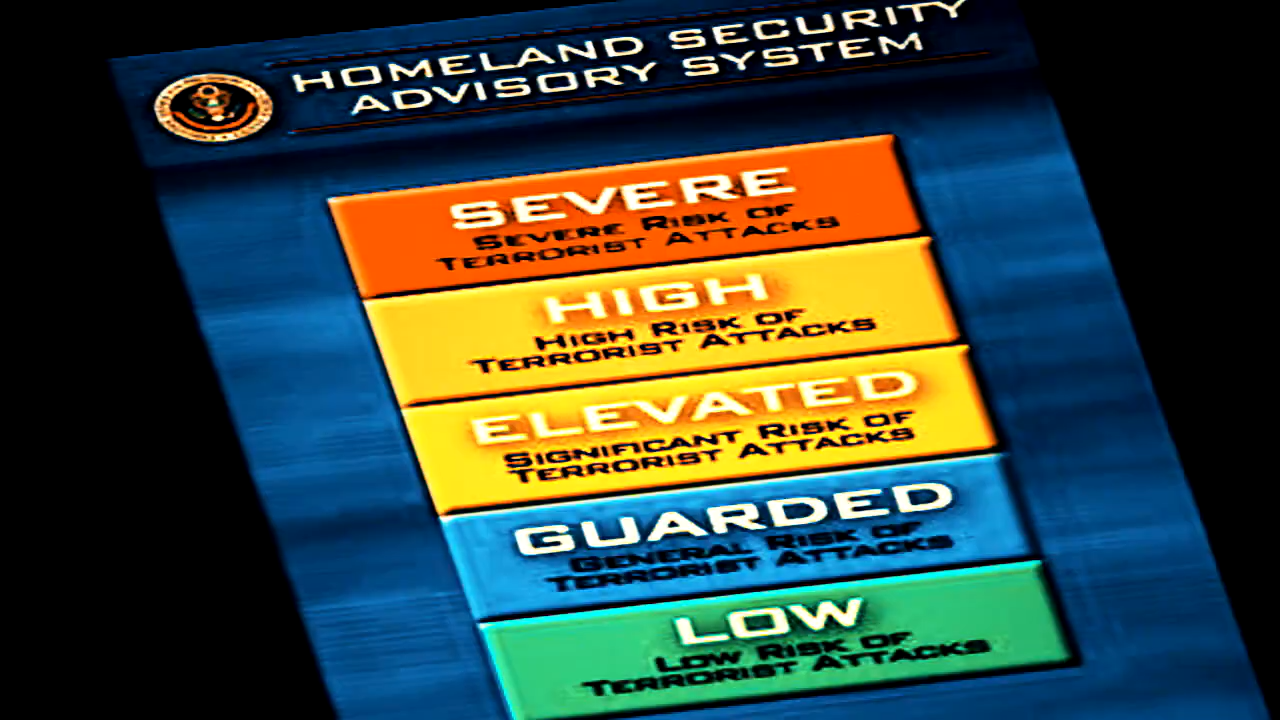 HOMELAND SECURITY
ADVISORY SYSTEM
SEVERE
SEVERE RISK OF
TERRORIST ATTACKS
HIGH
HIGH RISK OF
TERRORIST ATTACKS
ELEVATED
SIGNIFICANT RISK OF
TERRORIST ATTACKS
GUARDED
GENERAL RISK OF
TERRORIST ATTACKS
LOW
LOW RISK OF
TERRORIST ATTACKS